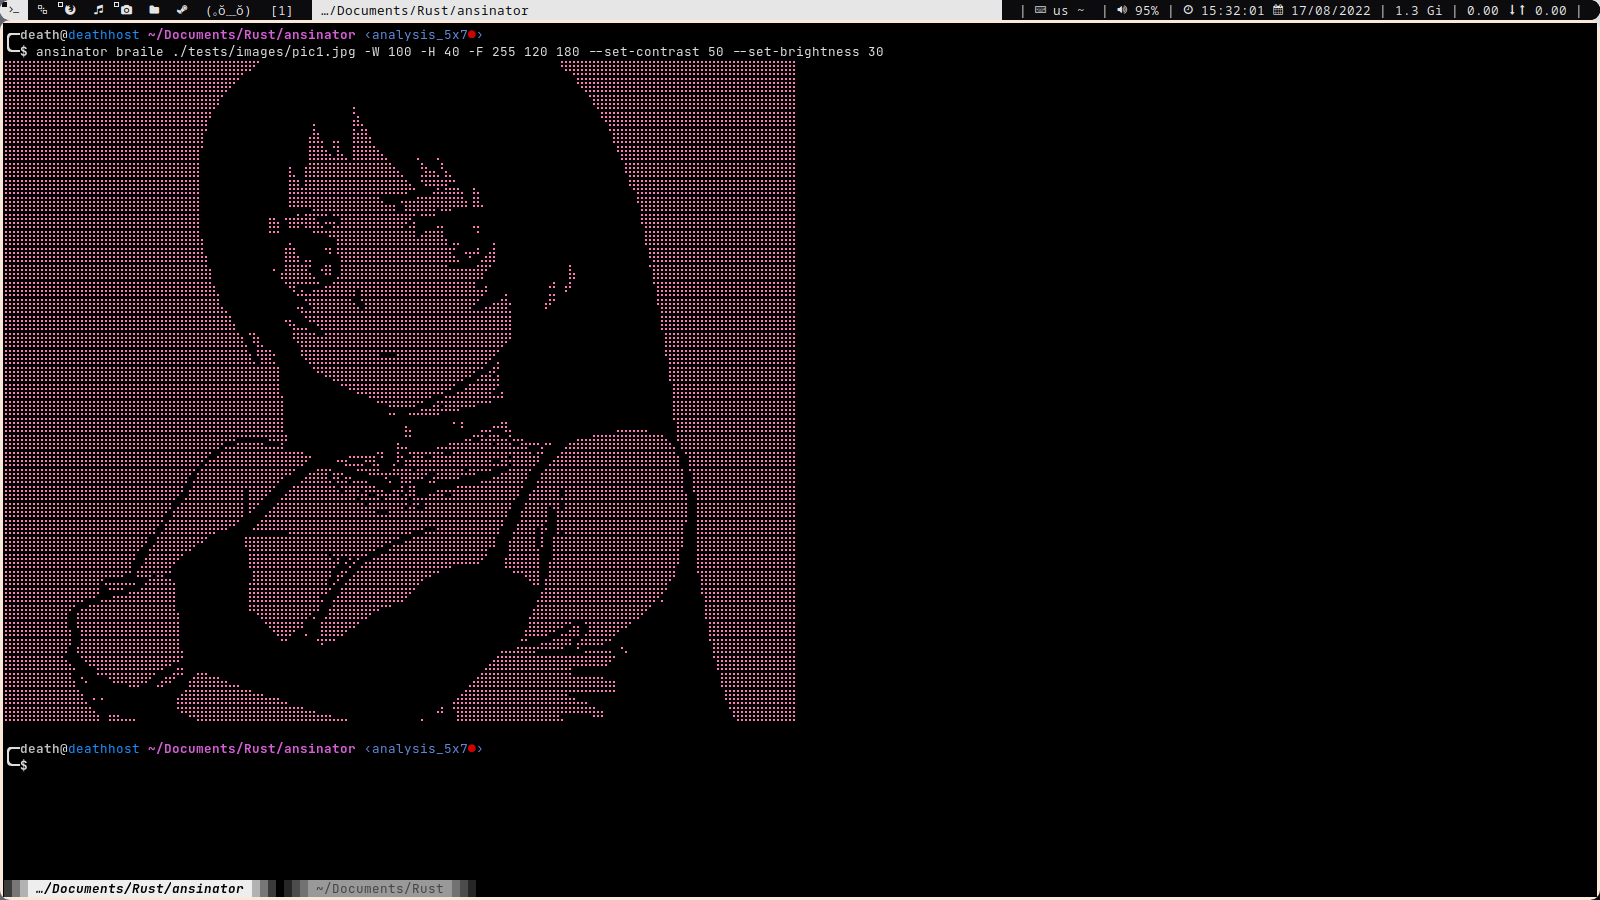 (｡ŏ﹏ŏ) [1] …/Documents/Rust/ansinator | us ~ | 95% | 15:32:01 17/08/2022 | 1.3 Gi | 0.00 ↓↑ 0.00 |
death@deathhost ~/Documents/Rust/ansinator ‹analysis_5x7●›
$ ansinator braile ./tests/images/pic1.jpg -W 100 -H 40 -F 255 120 180 --set-contrast 50 --set-brightness 30
death@deathhost ~/Documents/Rust/ansinator ‹analysis_5x7●›
$
…/Documents/Rust/ansinator ~/Documents/Rust